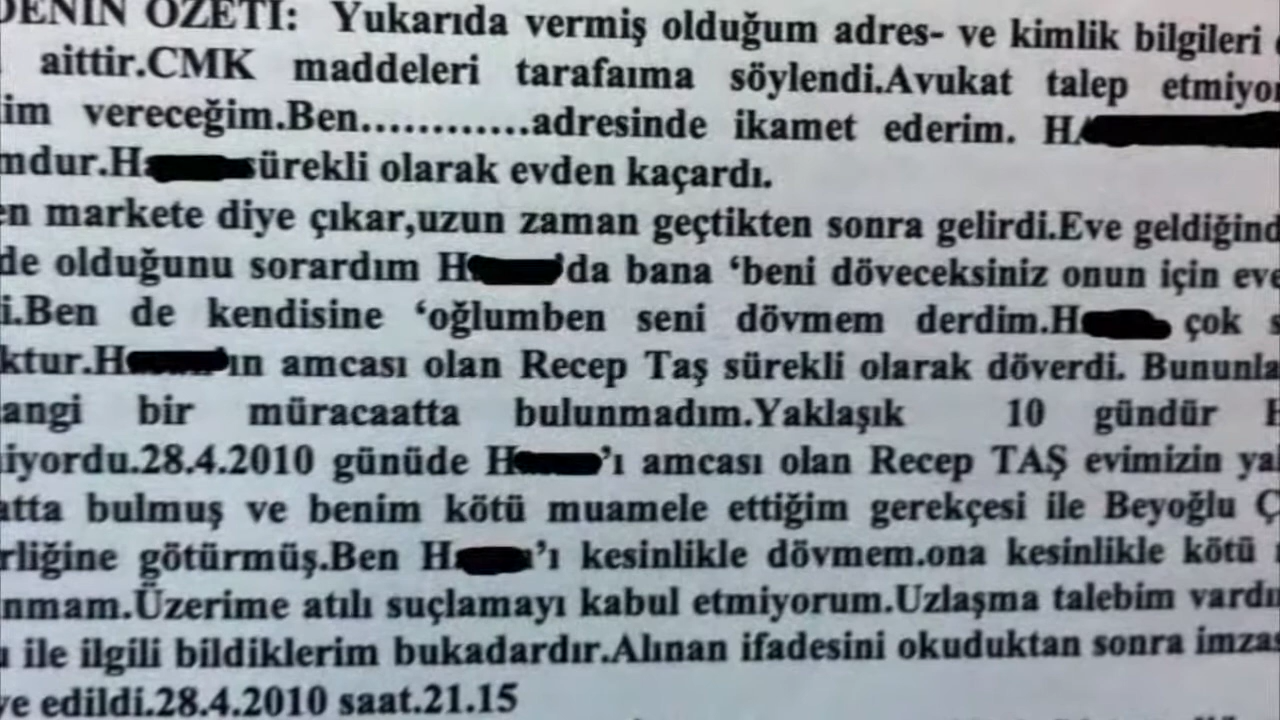 DENİN ÖZETİ: Yukarıda vermiş olduğum adres- ve kimlik bilgileri
aittir.CMK maddeleri tarafaıma söylendi.Avukat talep etmiyor
im vereceğim.Ben............adresinde ikamet ederim. HA
mdur.Ha sürekli olarak evden kaçardı.
en markete diye çıkar,uzun zaman geçtikten sonra gelirdi.Eve geldiğind
de olduğunu sorardım H 'da bana ‘beni döveceksiniz onun için eve
i.Ben de kendisine ‘oğlumben seni dövmem derdim.H çok s
ktur.H ın amcası olan Recep Taş sürekli olarak döverdi. Bununla
angi bir müracaatta bulunmadım.Yaklaşık 10 gündür
iyordu.28.4.2010 günüde H ’ı amcası olan Recep TAŞ evimizin ya
atta bulmuş ve benim kötü muamele ettiğim gerekçesi ile Beyoğlu Ç
rliğine götürmüş.Ben H ’ı kesinlikle dövmem.ona kesinlikle kötü
nmam.Üzerime atılı suçlamayı kabul etmiyorum.Uzlaşma talebim vardı
ile ilgili bildiklerim bukadardır.Alınan ifadesini okuduktan sonra imza
ve edildi.28.4.2010 saat.21.15